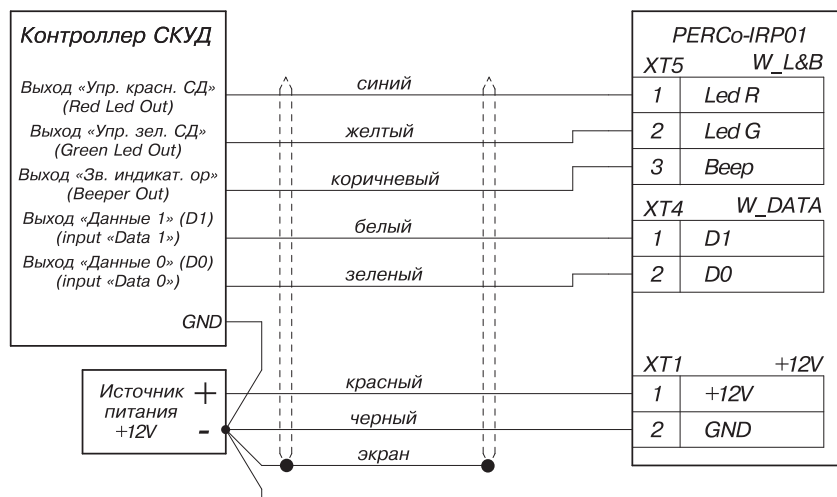 Контроллер СКУД
Выход «Упр. красн. СД»
(Red Led Out)
Выход «Упр. зел. СД»
(Green Led Out)
Выход «Зв. индикат. ор»
(Beeper Out)
Выход «Данные 1» (D1)
(input «Data 1»)
Выход «Данные 0» (D0)
(input «Data 0»)
GND
Источник
питания
+12V
+
-
синий
желтый
коричневый
белый
зеленый
красный
черный
экран
PERCo-IRP01
XT5 W_L&B
1 Led R
2 Led G
3 Beep
XT4 W_DATA
1 D1
2 D0
XT1 +12V
1 +12V
2 GND